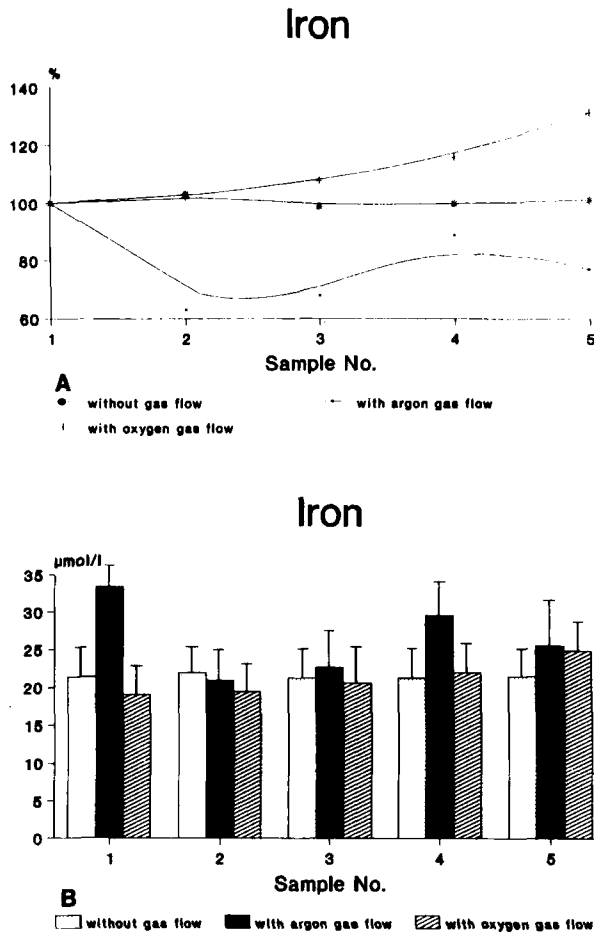 Iron
%
140
120
100
80
60
1 2 3 4 5
Sample No.
A
without gas flow
with argon gas flow
with oxygen gas flow
Iron
µmol/l
35
30
25
20
15
10
5
0
1 2 3 4 5
Sample No.
B
without gas flow with argon gas flow with oxygen gas flow